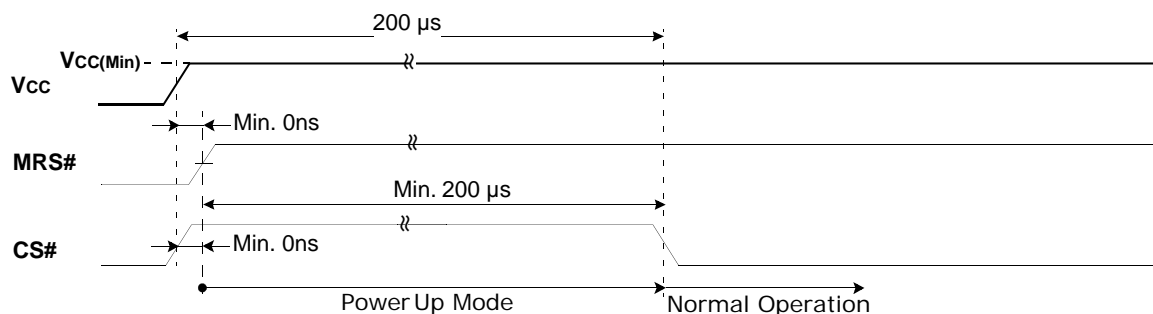 200 µs
VCC(Min)
VCC
Min. 0ns
MRS#
Min. 200 µs
CS#
Min. 0ns
Power Up Mode
Normal Operation